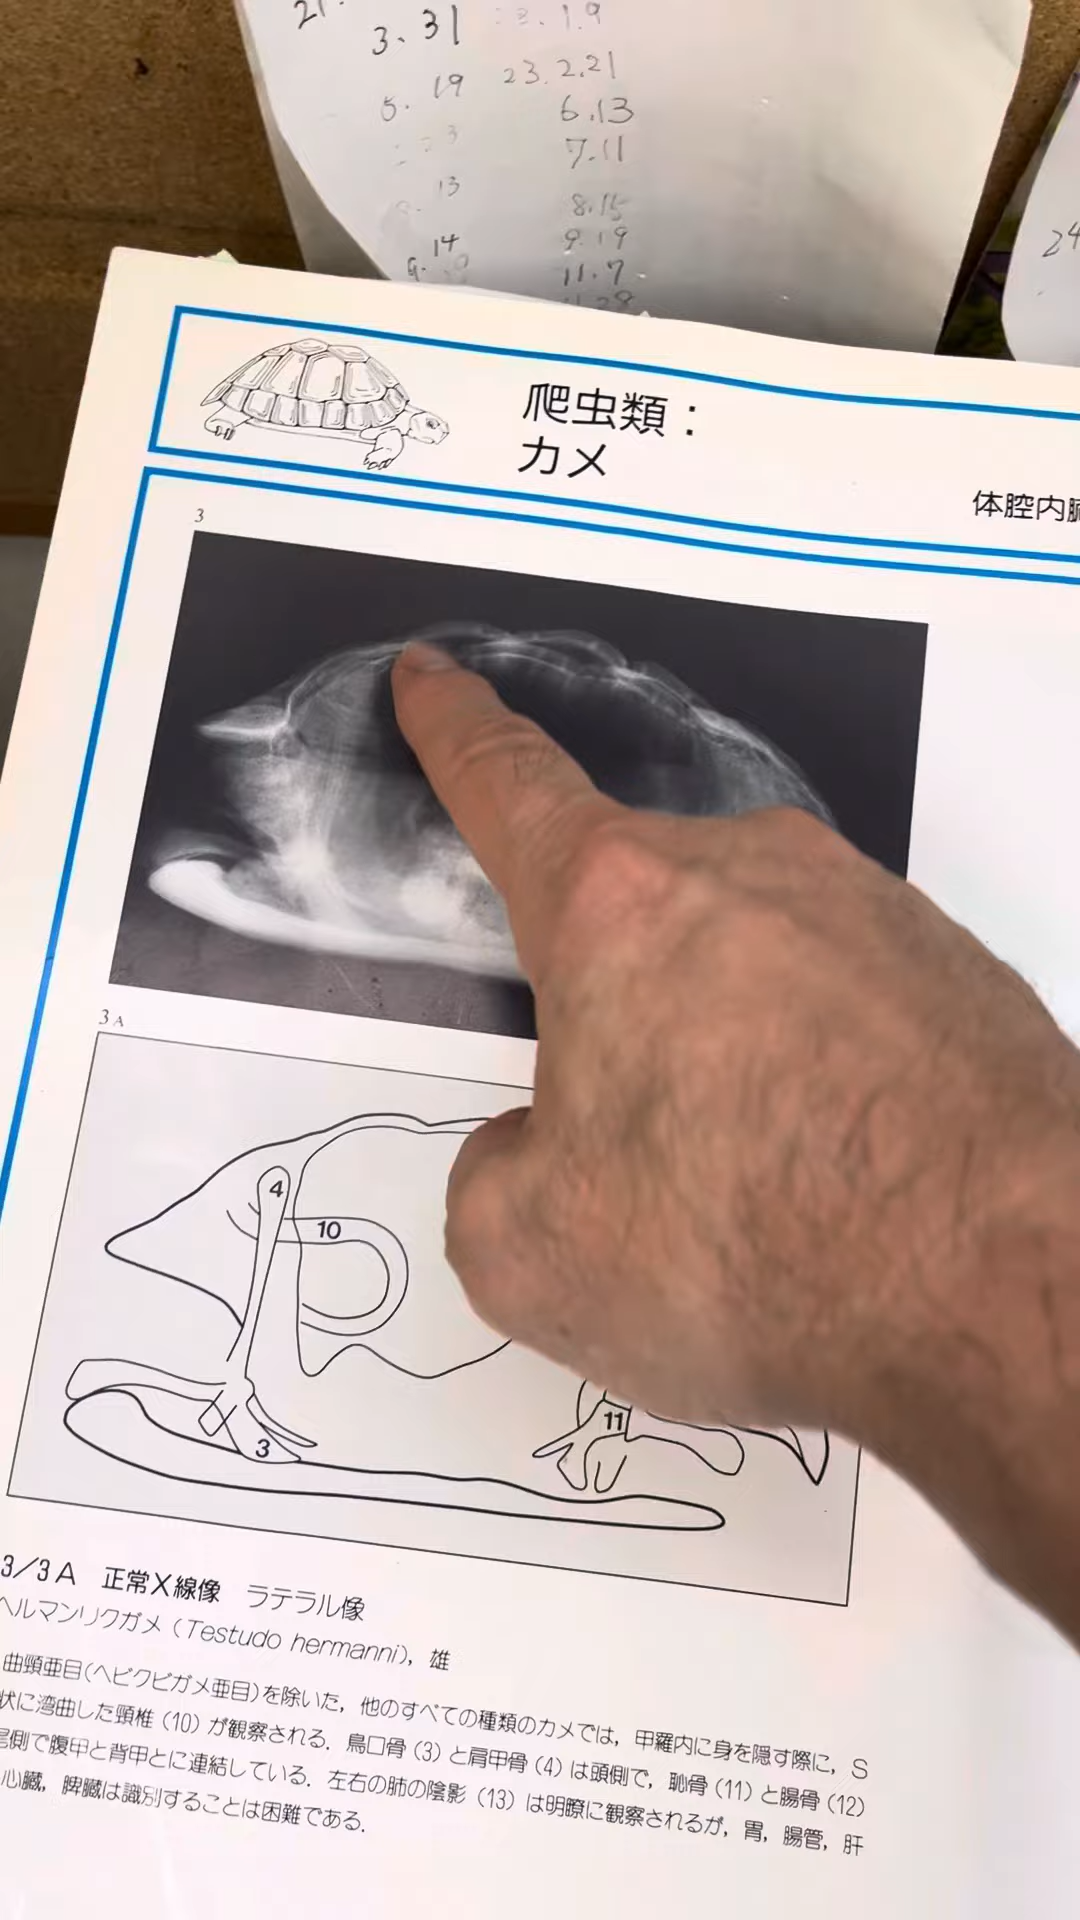 21.
3.31
5. 19
3
13
9. 14
3.1.9
23.2.21
6.13
7.11
8.15
9.19
11.7
11.28
24
爬虫類:
カメ
体腔内臓
3
3A
4
10
3
11
3/3A 正常X線像 ラテラル像
ヘルマンリクガメ(Testudo hermanni), 雄
曲頸亜目(ヘビクビガメ亜目)を除いた, 他のすべての種類のカメでは, 甲羅内に身を隠す際に, S
状に湾曲した頸椎(10)が観察される. 烏口骨(3)と肩甲骨(4)は頭側で, 恥骨(11)と腸骨(12)
尾側で腹甲と背甲とに連結している. 左右の肺の陰影(13)は明瞭に観察されるが, 胃, 腸管, 肝
心臓, 脾臓は識別することは困難である.